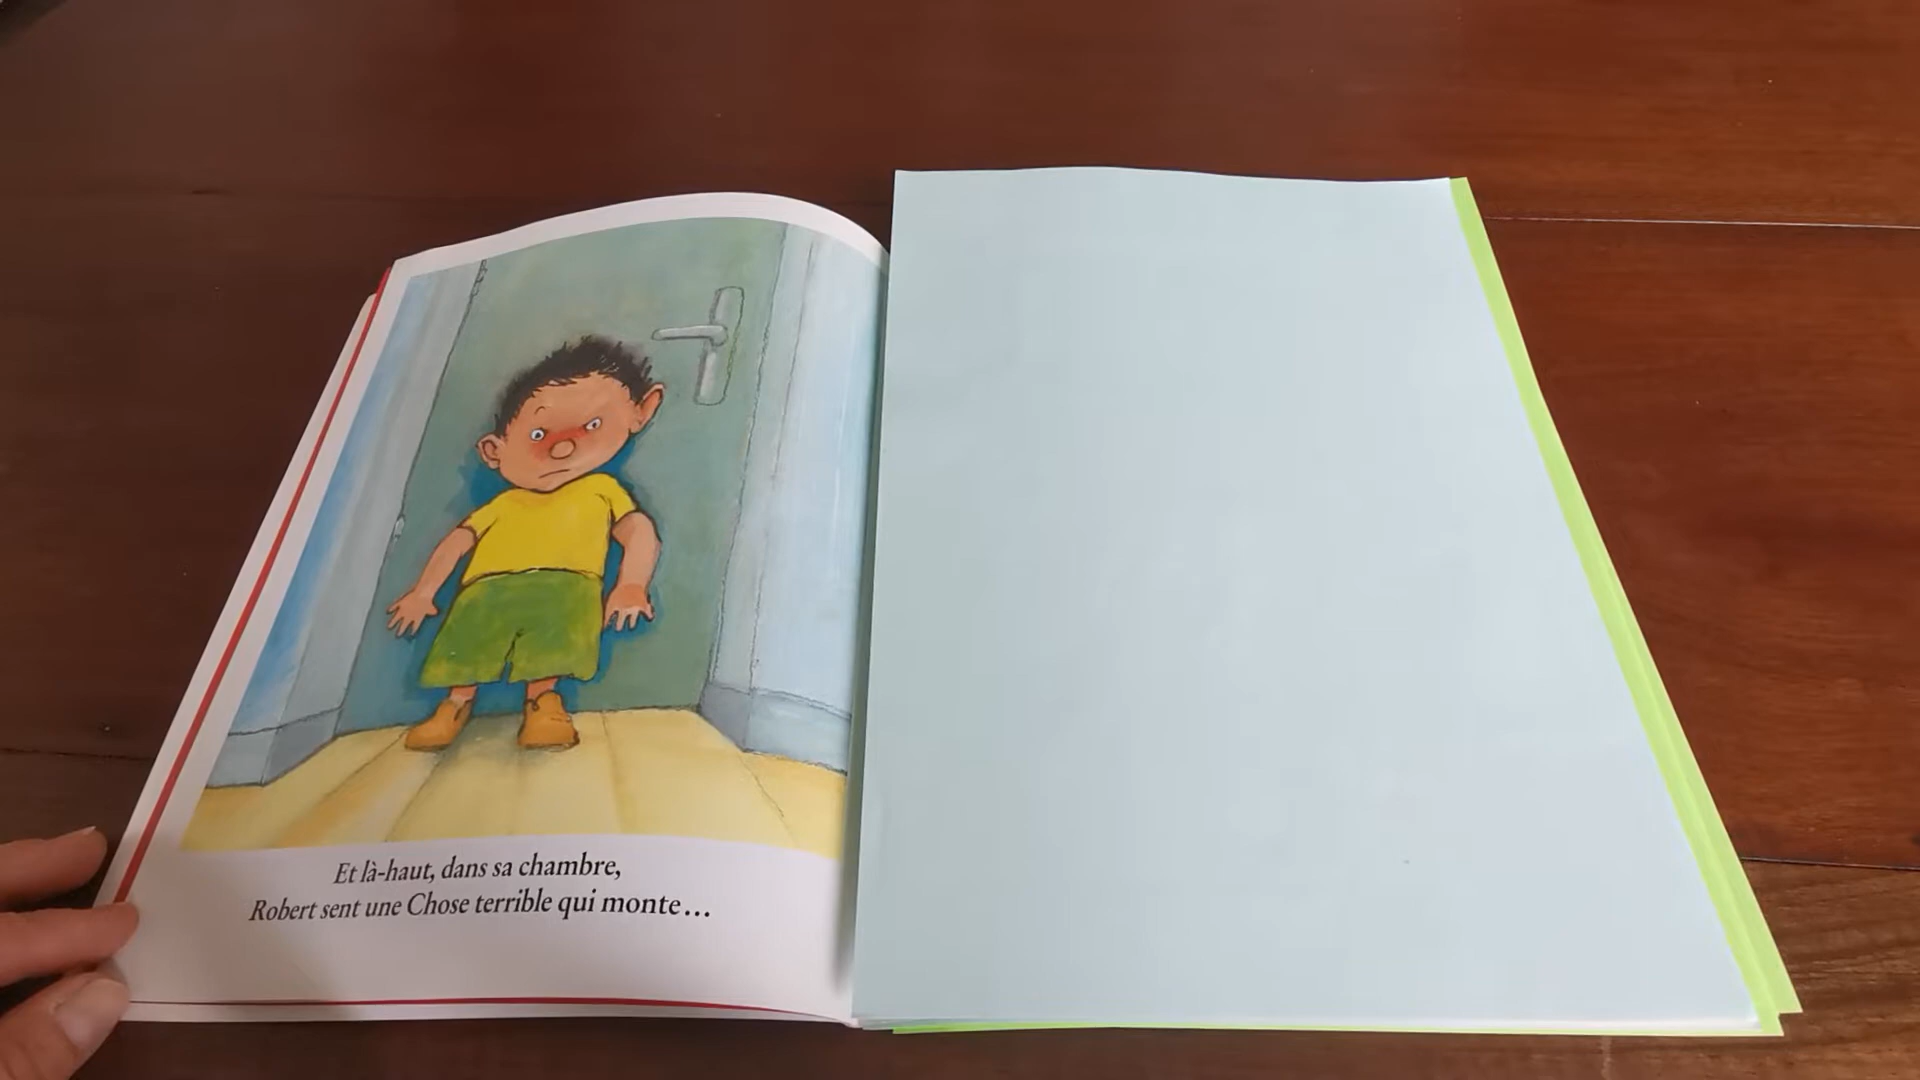 Et là-haut, dans sa chambre,
Robert sent une Chose terrible qui monte…